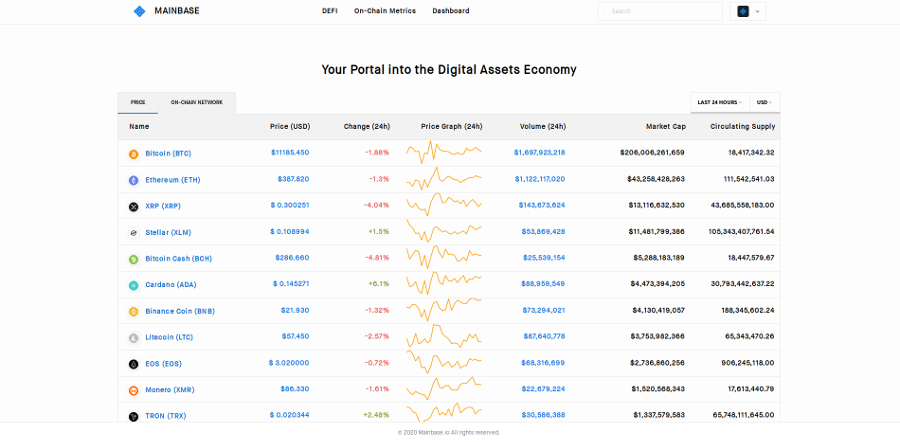 MAINBASE DEFI On-Chain Metrics Dashboard Search
Your Portal into the Digital Assets Economy
PRICE ON-CHAIN NETWORK LAST 24 HOURS USD
Name Price (USD) Change (24h) Price Graph (24h) Volume (24h) Market Cap Circulating Supply
Bitcoin (BTC) $11185.450 -1.88% $1,697,923,218 $206,006,261,659 18,417,342.32
Ethereum (ETH) $387.820 -1.3% $1,122,117,020 $43,258,428,263 111,542,541.03
XRP (XRP) $ 0.300251 -4.04% $143,673,624 $13,116,632,530 43,685,558,183.00
Stellar (XLM) $ 0.108994 +1.5% $53,869,428 $11,481,799,386 105,343,407,761.54
Bitcoin Cash (BCH) $286.660 -4.81% $25,539,154 $5,288,183,189 18,447,579.67
Cardano (ADA) $ 0.145271 +6.1% $88,959,549 $4,473,394,205 30,793,442,637.22
Binance Coin (BNB) $21.930 -1.32% $73,294,021 $4,130,419,057 188,345,602.24
Litecoin (LTC) $57.450 -2.57% $87,640,778 $3,753,982,366 65,343,470.26
EOS (EOS) $ 3.020000 -0.72% $68,316,699 $2,736,860,256 906,245,118.00
Monero (XMR) $86.330 -1.61% $22,679,224 $1,520,568,343 17,613,440.79
TRON (TRX) $ 0.020344 +2.48% $30,586,388 $1,337,579,583 65,748,111,645.00
© 2020 Mainbase.io All rights reserved.